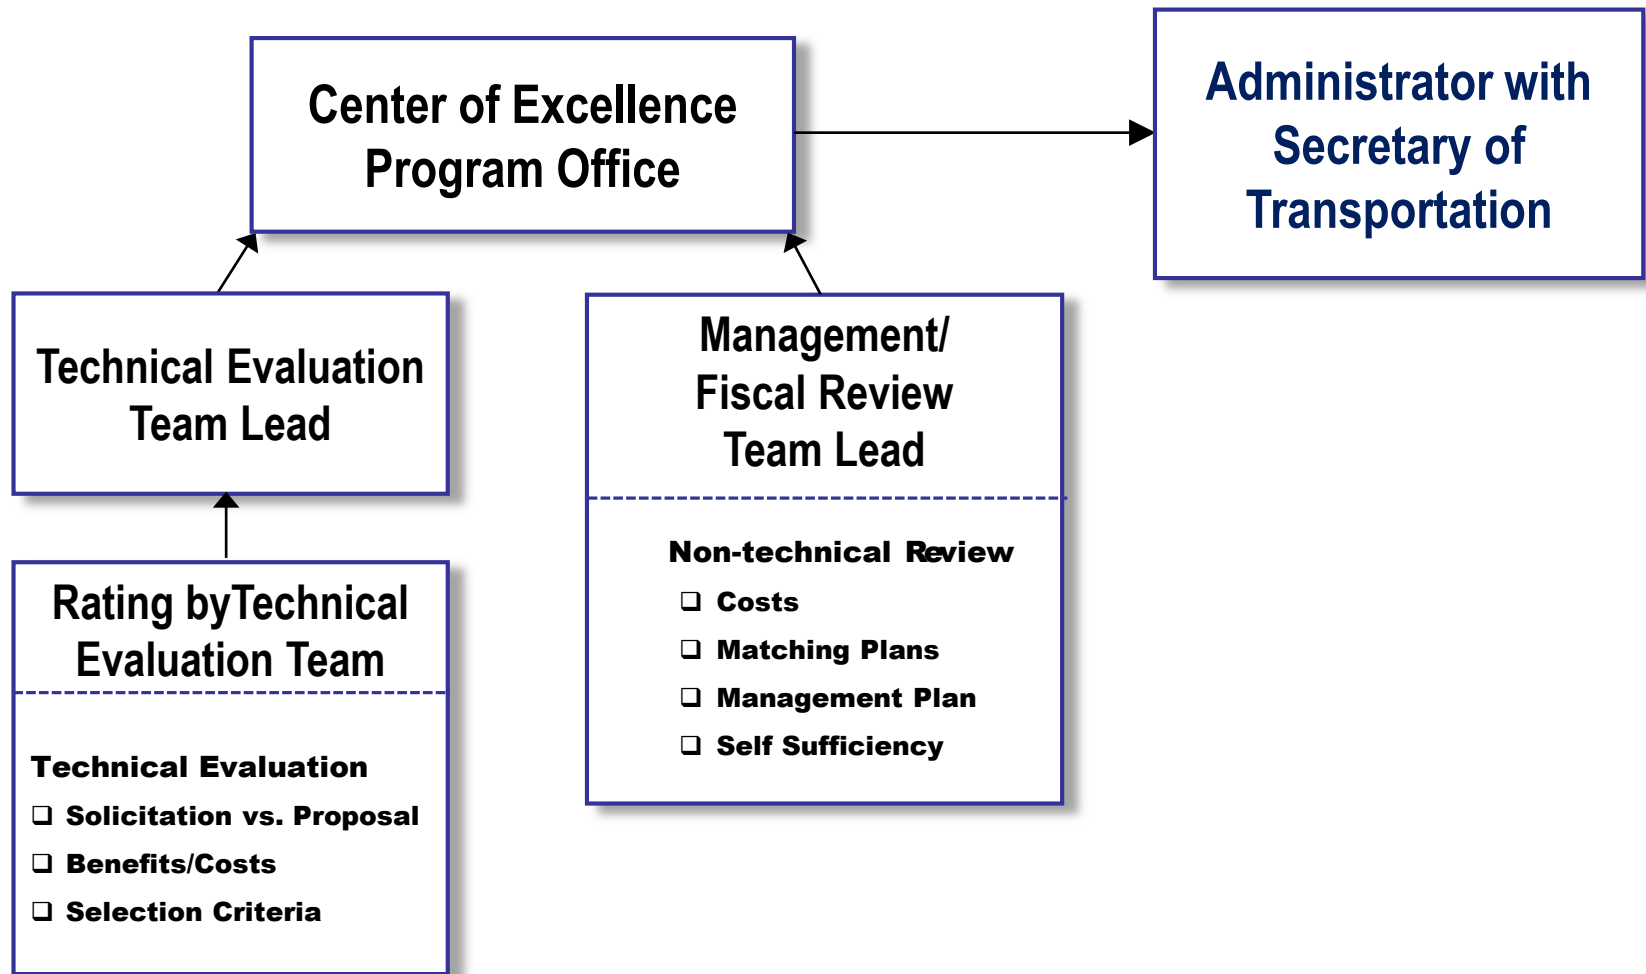 Center of Excellence
Program Office
Administrator with
Secretary of
Transportation
Technical Evaluation
Team Lead
Management/
Fiscal Review
Team Lead
Non-technical Review
❑ Costs
❑ Matching Plans
❑ Management Plan
❑ Self Sufficiency
Rating byTechnical
Evaluation Team
Technical Evaluation
❑ Solicitation vs. Proposal
❑ Benefits/Costs
❑ Selection Criteria